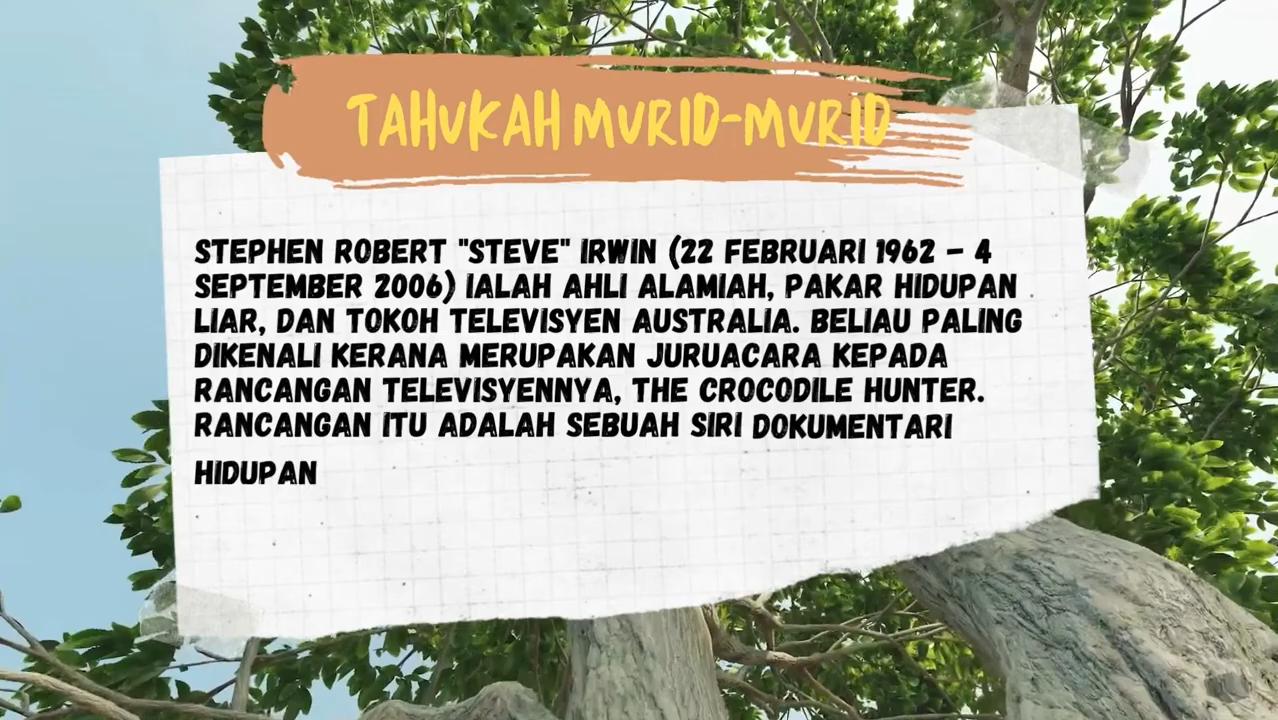 TAHUKAH MURID-MURID
STEPHEN ROBERT "STEVE" IRWIN (22 FEBRUARI 1962 – 4
SEPTEMBER 2006) IALAH AHLI ALAMIAH, PAKAR HIDUPAN
LIAR, DAN TOKOH TELEVISYEN AUSTRALIA. BELIAU PALING
DIKENALI KERANA MERUPAKAN JURUACARA KEPADA
RANCANGAN TELEVISYENNYA, THE CROCODILE HUNTER.
RANCANGAN ITU ADALAH SEBUAH SIRI DOKUMENTARI
HIDUPAN